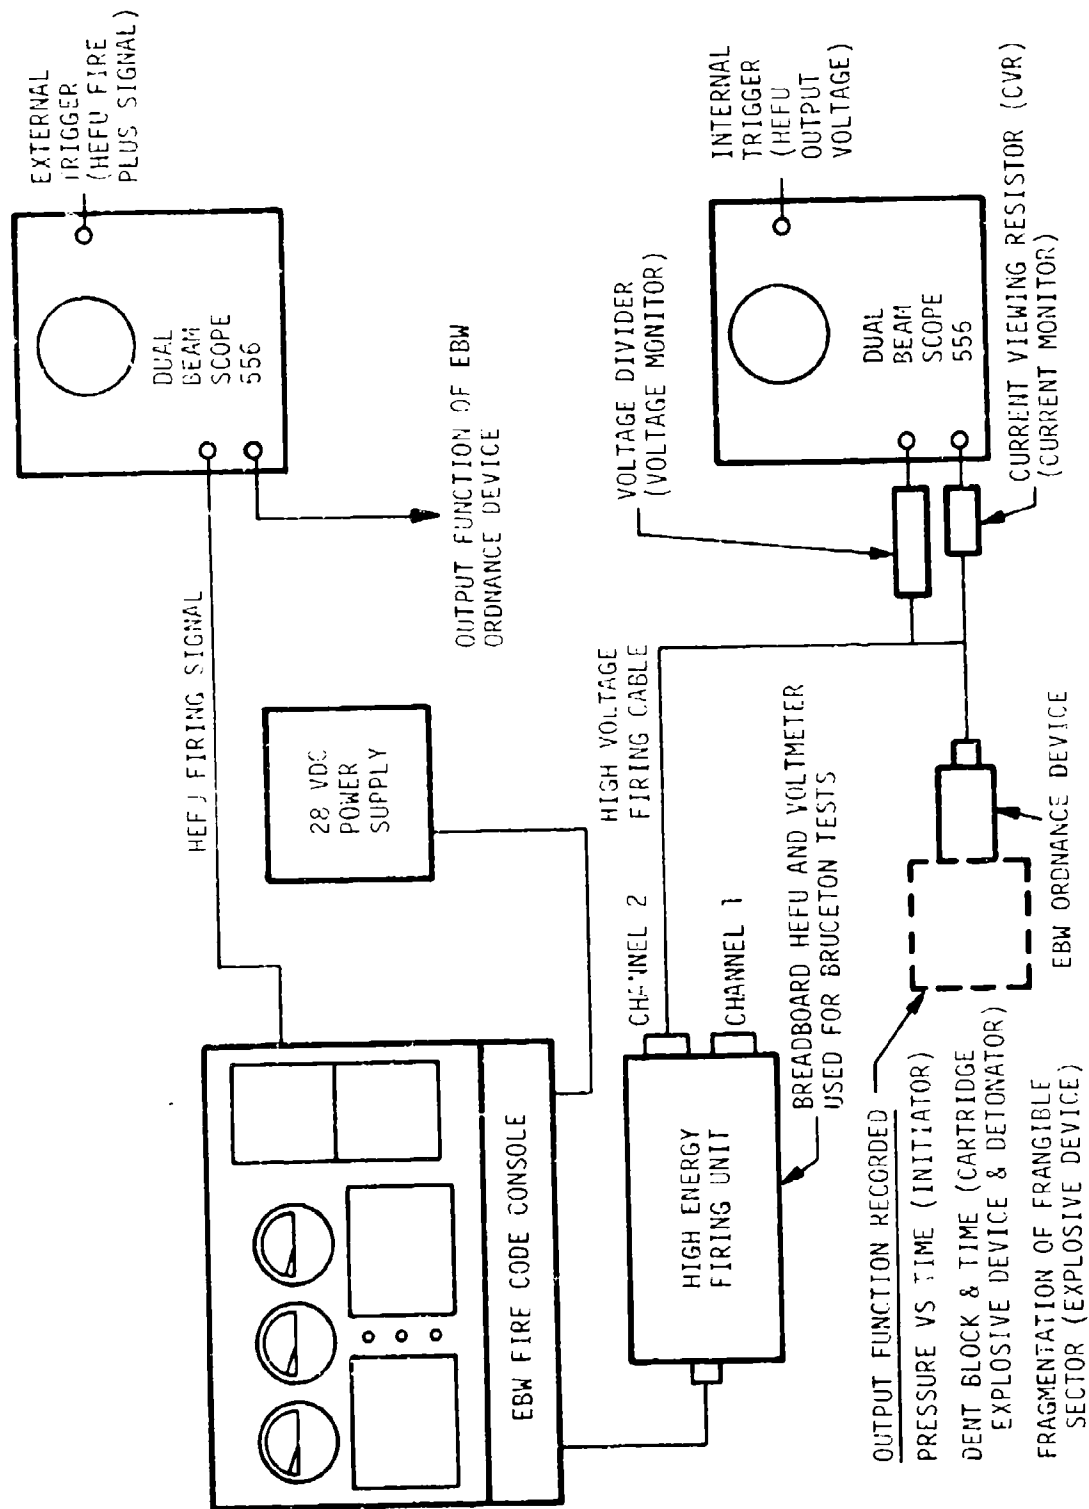 EXTERNAL
TRIGGER
(HEFU FIRE
PLUS SIGNAL)
DUAL
BEAM
SCOPE
556
HEFU FIRING SIGNAL
OUTPUT FUNCTION OF EBW
ORDNANCE DEVICE
28 VDC
POWER
SUPPLY
EBW FIRE CODE CONSOLE
INTERNAL
TRIGGER
(HEFU
OUTPUT
VOLTAGE)
DUAL
BEAM
SCOPE
556
VOLTAGE DIVIDER
(VOLTAGE MONITOR)
CURRENT VIEWING RESISTOR (CVR)
(CURRENT MONITOR)
HIGH VOLTAGE
FIRING CABLE
CHANNEL 2
CHANNEL 1
HIGH ENERGY
FIRING UNIT
BREADBOARD HEFU AND VOLTMETER
USED FOR BRUCETON TESTS
EBW ORDNANCE DEVICE
OUTPUT FUNCTION RECORDED
PRESSURE VS TIME (INITIATOR)
DENT BLOCK & TIME (CARTRIDGE
EXPLOSIVE DEVICE & DETONATOR)
FRAGMENTATION OF FRANGIBLE
SECTOR (EXPLOSIVE DEVICE)